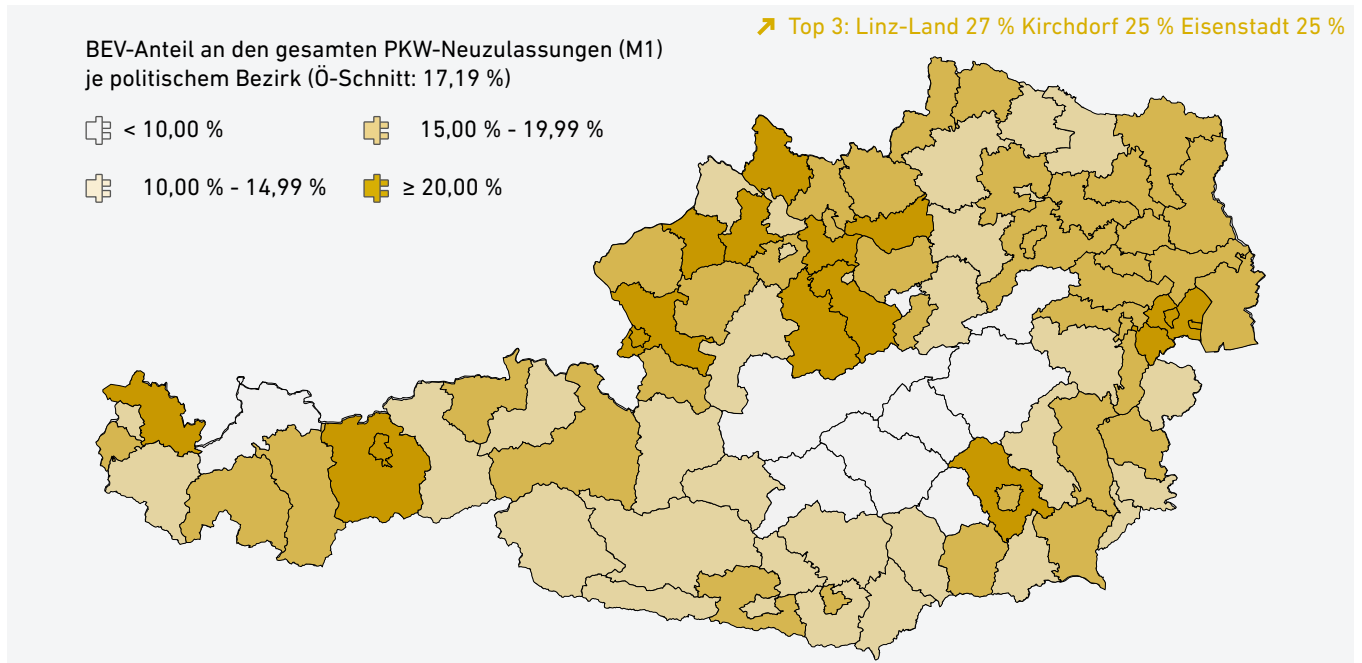 ↗ Top 3: Linz-Land 27 % Kirchdorf 25 % Eisenstadt 25 %
BEV-Anteil an den gesamten PKW-Neuzulassungen (M1)
je politischem Bezirk (Ö-Schnitt: 17,19 %)
< 10,00 %
15,00 % - 19,99 %
10,00 % - 14,99 %
≥ 20,00 %